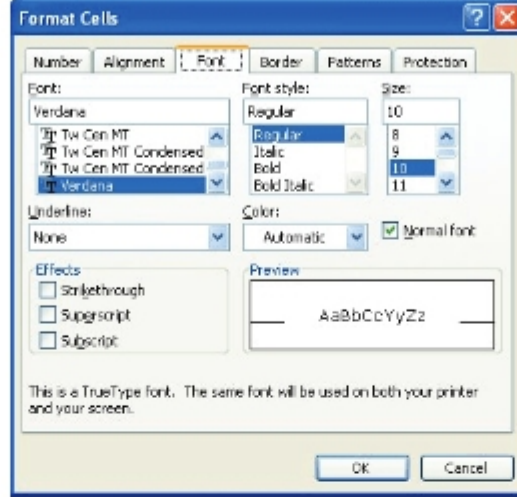 Format Cells
Number Alignment Font Border Patterns Protection
Font: Font style: Size:
Verdana Regular 10
Tw Cen MT Regular 8
Tw Cen MT Condensed Italic 9
Tw Cen MT Condensed Bold 10
Verdana Bold Italic 11
Underline: Color:
None Automatic Normal font
Effects Preview
Strikethrough
Superscript AaBbCcYyZz
Subscript
This is a TrueType font. The same font will be used on both your printer
and your screen.
OK Cancel